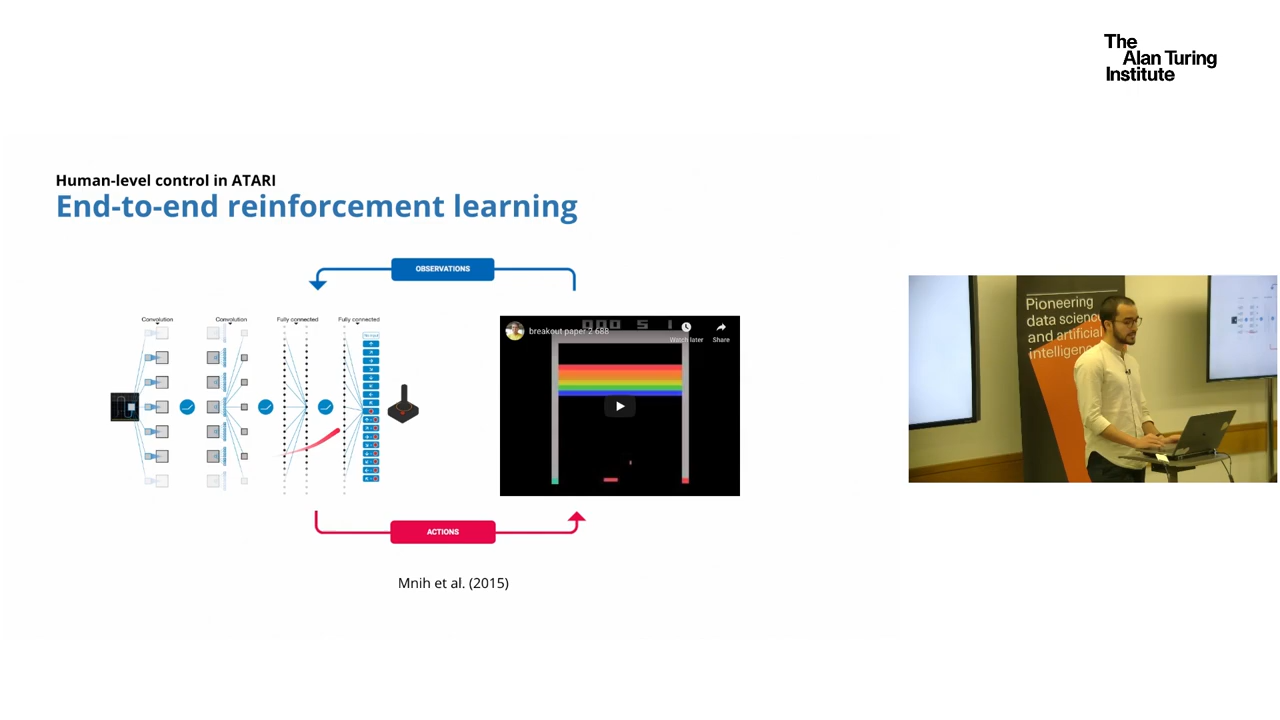 The
Alan Turing
Institute
Human-level control in ATARI
End-to-end reinforcement learning
OBSERVATIONS
Convolution
Convolution
Fully connected
Fully connected
breakout paper 2 688
Watch later
Share
ACTIONS
Mnih et al. (2015)
Pioneering
data science
and artificial
intelligence